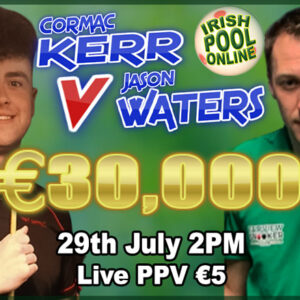 CORMAC
KERR
V
JASON
WATERS
IRISH
POOL
ONLINE
€30,000
29th July 2PM
Live PPV €5